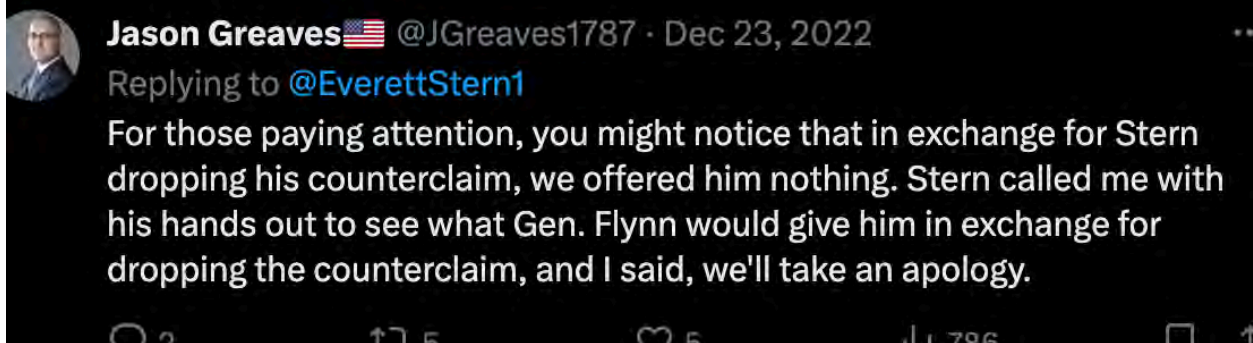 Jason Greaves🇺🇸 @JGreaves1787 · Dec 23, 2022
Replying to @EverettStern1
For those paying attention, you might notice that in exchange for Stern
dropping his counterclaim, we offered him nothing. Stern called me with
his hands out to see what Gen. Flynn would give him in exchange for
dropping the counterclaim, and I said, we'll take an apology.